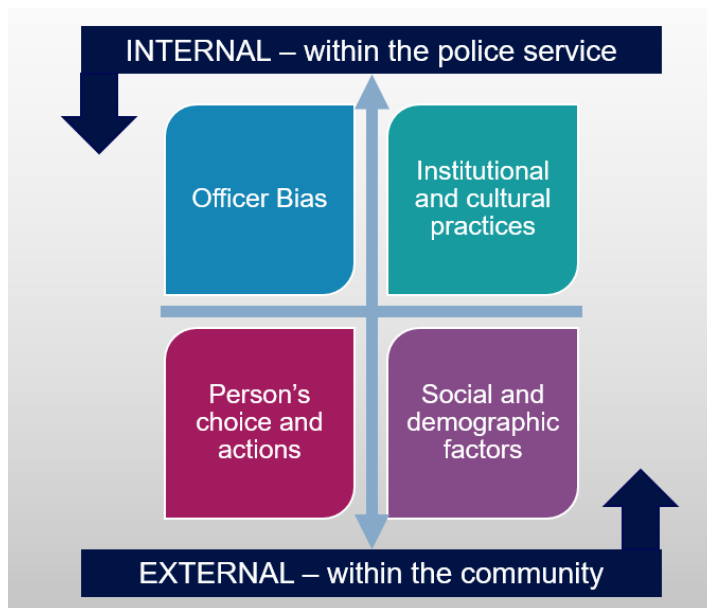 INTERNAL – within the police service
Officer Bias
Institutional
and cultural
practices
Person’s
choice and
actions
Social and
demographic
factors
EXTERNAL – within the community